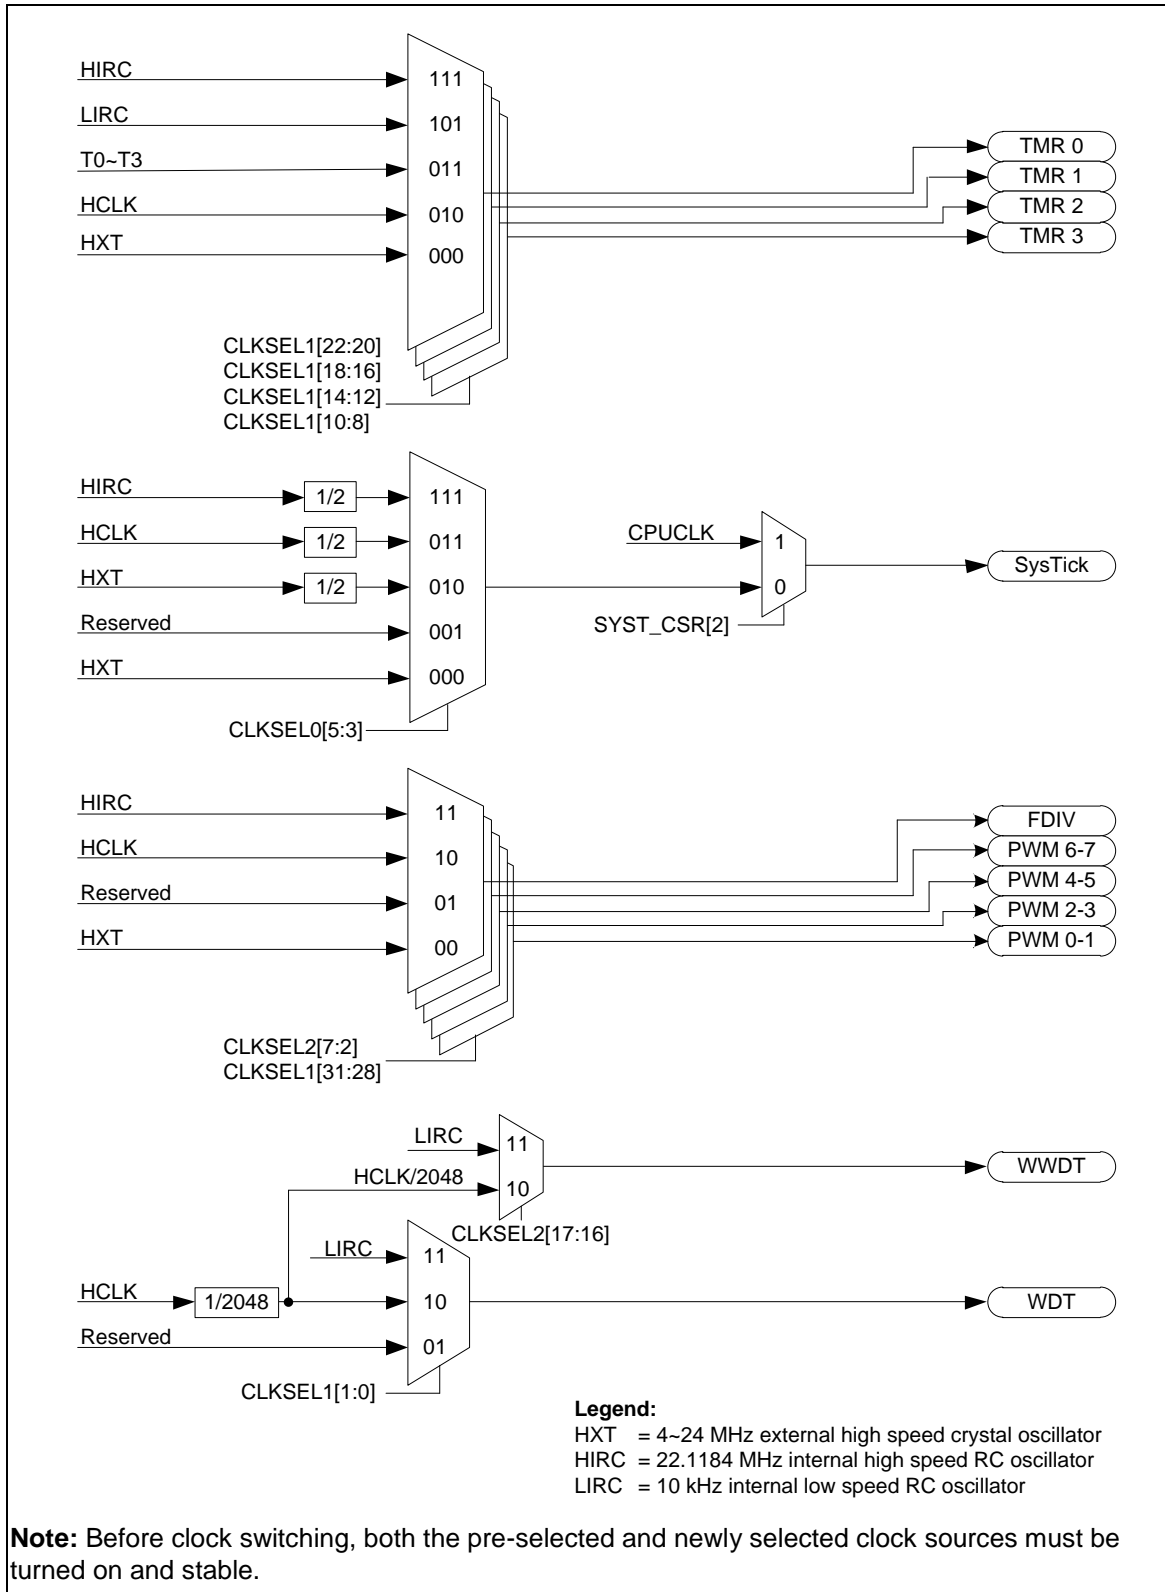 HIRC
111
LIRC
101
T0~T3
011
HCLK
010
HXT
000
TMR 0
TMR 1
TMR 2
TMR 3
CLKSEL1[22:20]
CLKSEL1[18:16]
CLKSEL1[14:12]
CLKSEL1[10:8]
HIRC
1/2
111
HCLK
1/2
011
HXT
1/2
010
Reserved
001
HXT
000
CLKSEL0[5:3]
CPUCLK
1
0
SYST_CSR[2]
SysTick
HIRC
11
HCLK
10
Reserved
01
HXT
00
FDIV
PWM 6-7
PWM 4-5
PWM 2-3
PWM 0-1
CLKSEL2[7:2]
CLKSEL1[31:28]
LIRC
11
HCLK/2048
10
CLKSEL2[17:16]
WWDT
LIRC
11
HCLK
1/2048
10
Reserved
01
CLKSEL1[1:0]
WDT
Legend:
HXT = 4~24 MHz external high speed crystal oscillator
HIRC = 22.1184 MHz internal high speed RC oscillator
LIRC = 10 kHz internal low speed RC oscillator
Note: Before clock switching, both the pre-selected and newly selected clock sources must be
turned on and stable.